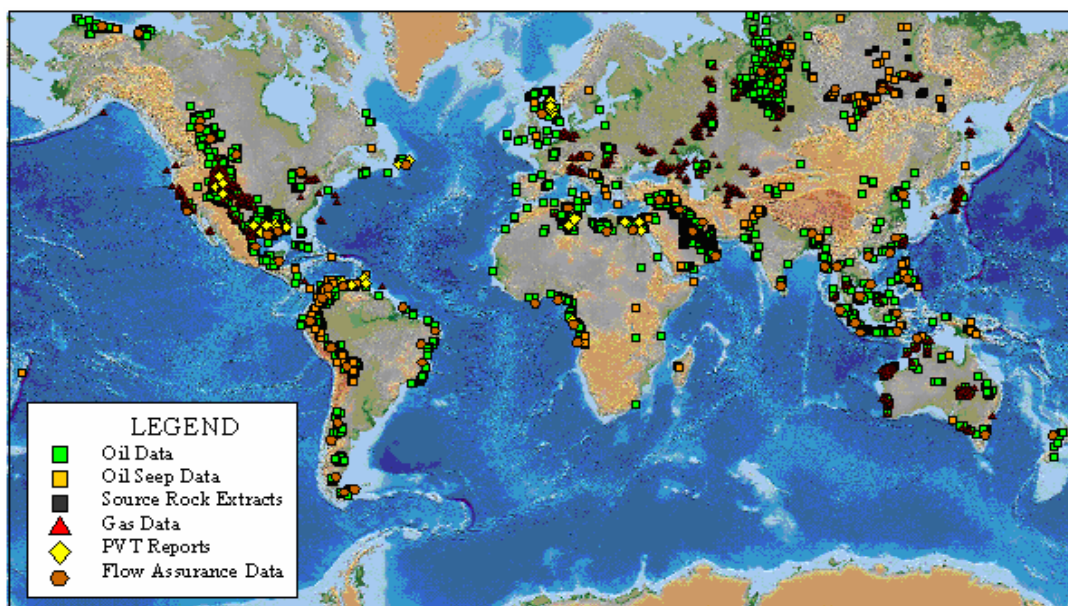 LEGEND
Oil Data
Oil Seep Data
Source Rock Extracts
Gas Data
PVT Reports
Flow Assurance Data